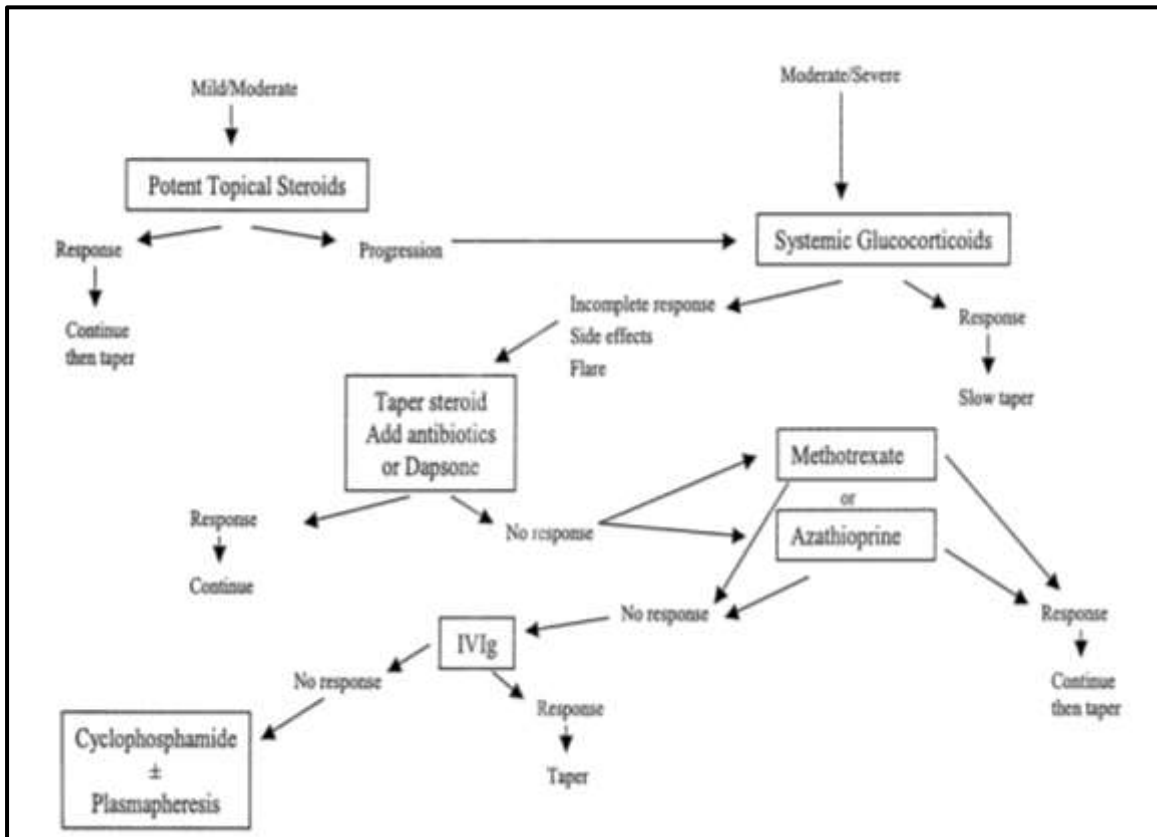 Mild/Moderate
Moderate/Severe
Potent Topical Steroids
Systemic Glucocorticoids
Response
Progression
Continue
then taper
Incomplete response
Side effects
Flare
Response
Slow taper
Taper steroid
Add antibiotics
or Dapsone
Methotrexate
or
Azathioprine
Response
No response
Continue
No response
Response
IVIg
Continue
then taper
No response
Response
Cyclophosphamide
±
Plasmapheresis
Taper